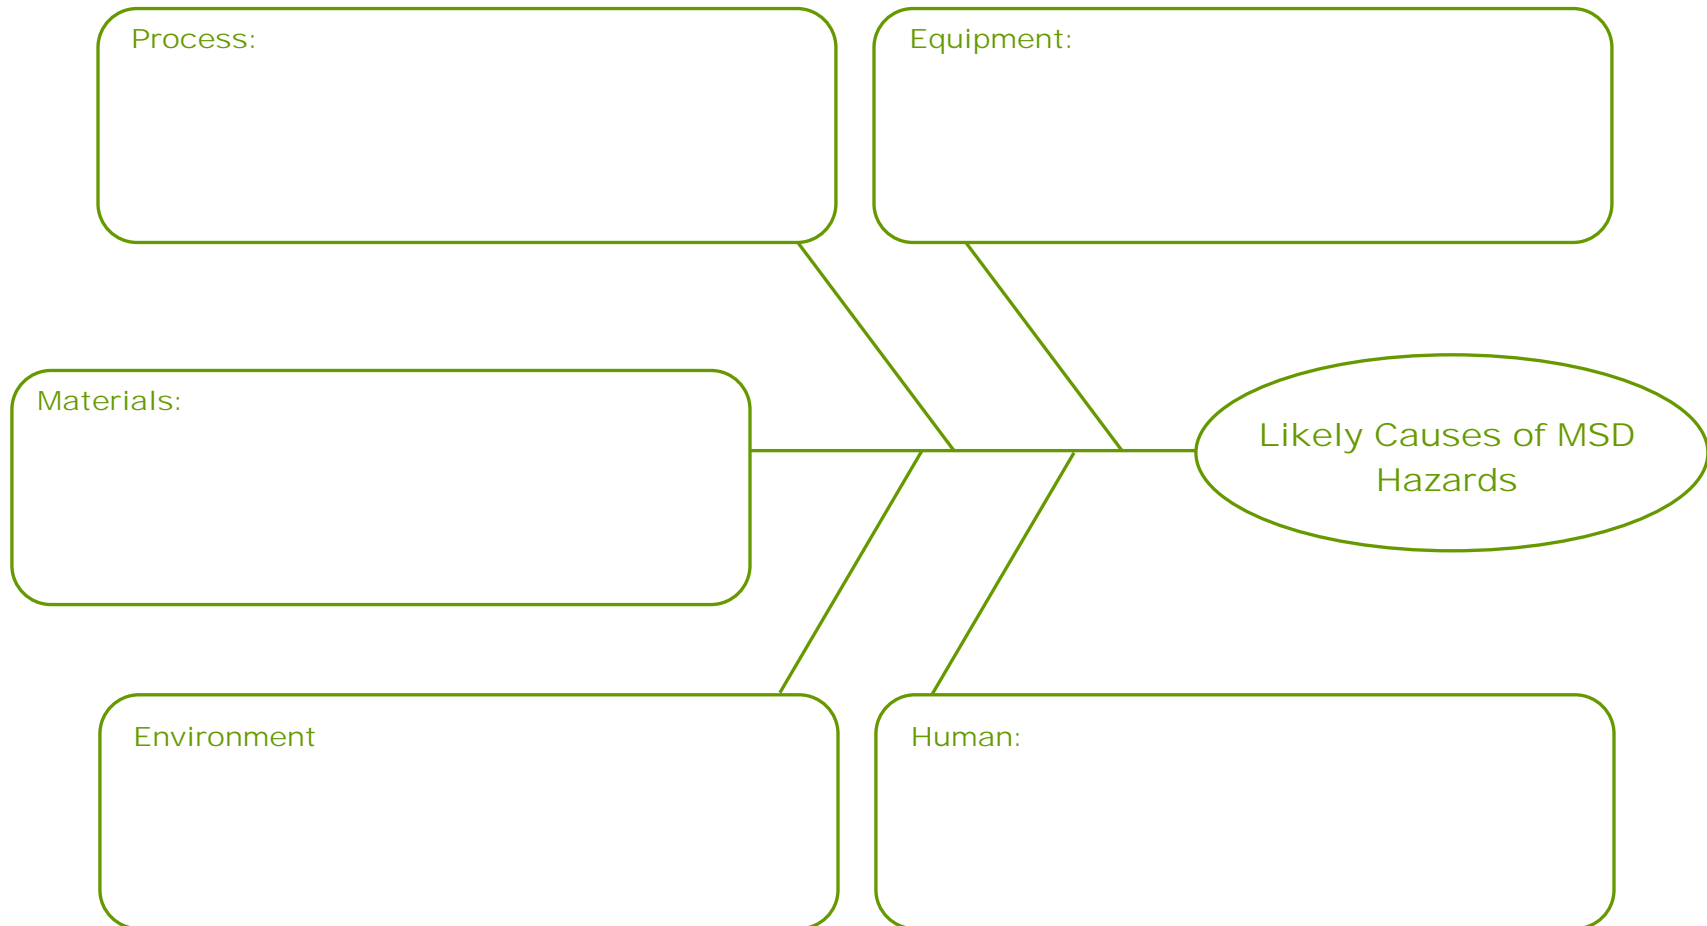 Process:
Equipment:
Materials:
Likely Causes of MSD
Hazards
Environment
Human: